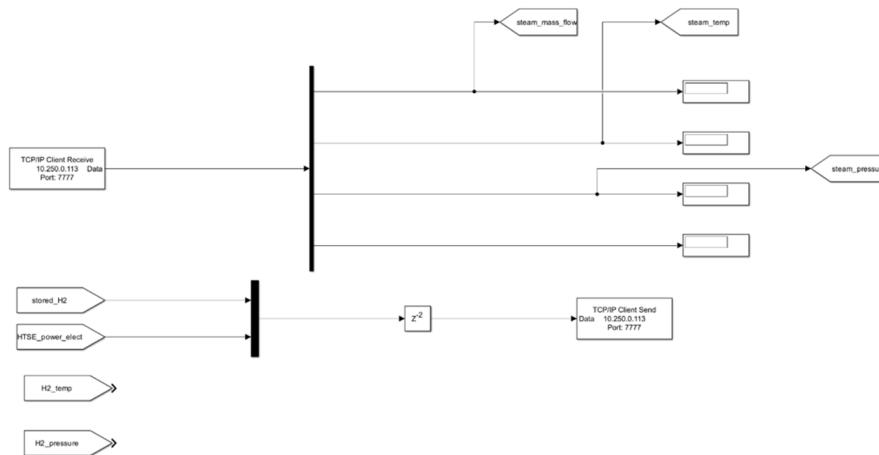 steam_mass_flow
steam_temp
TCP/IP Client Receive
10.250.0.113 Data
Port: 7777
steam_pressu
stored_H2
HTSE_power_elect
z-2
TCP/IP Client Send
Data 10.250.0.113
Port: 7777
H2_temp
H2_pressure